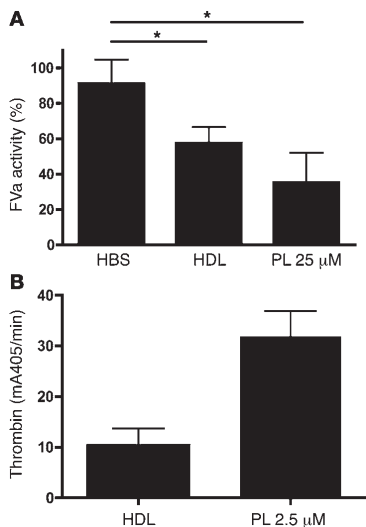 A
*
*
FVa activity (%)
100
80
60
40
20
0
HBS HDL PL 25 μM
B
Thrombin (mA405/min)
40
30
20
10
0
HDL PL 2.5 μM